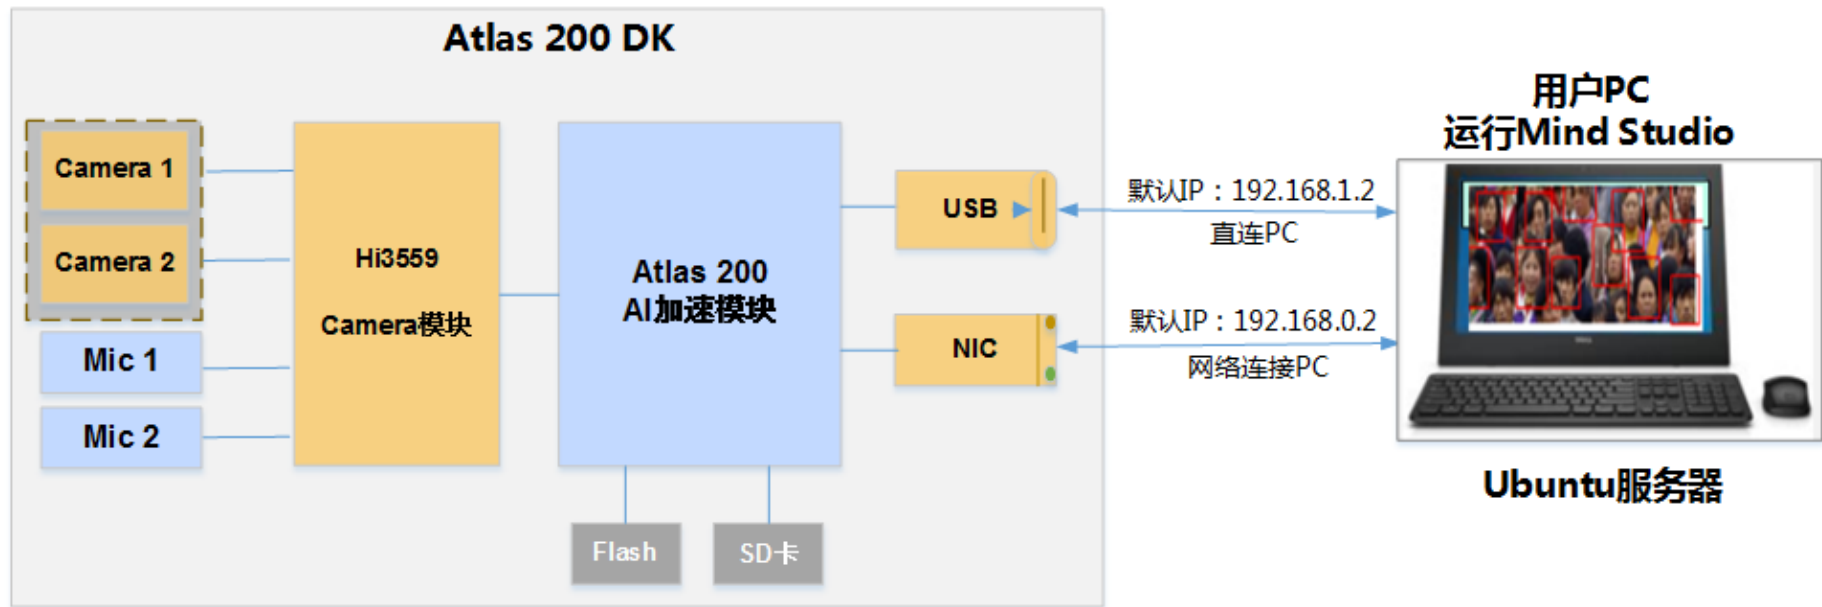 Atlas 200 DK
Camera 1
Camera 2
Mic 1
Mic 2
Hi3559
Camera模块
Atlas 200
AI加速模块
Flash
SD卡
USB
NIC
默认IP：192.168.1.2
直连PC
默认IP：192.168.0.2
网络连接PC
用户PC
运行Mind Studio
Ubuntu服务器